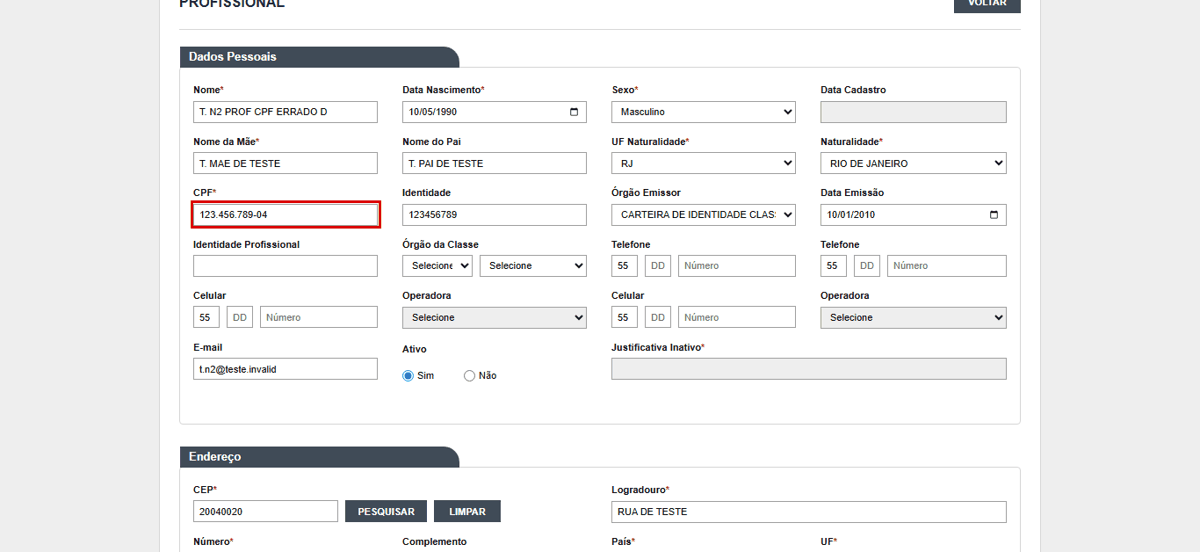 PROFISSIONAL
VOLTAR
Dados Pessoais
Nome* Data Nascimento* Sexo* Data Cadastro
T. N2 PROF CPF ERRADO D 10/05/1990 Masculino
Nome da Mãe* Nome do Pai UF Naturalidade* Naturalidade*
T. MAE DE TESTE T. PAI DE TESTE RJ RIO DE JANEIRO
CPF* Identidade Órgão Emissor Data Emissão
123.456.789-04 123456789 CARTEIRA DE IDENTIDADE CLAS 10/01/2010
Identidade Profissional Órgão da Classe Telefone Telefone
Selecione Selecione 55 DD Número 55 DD Número
Celular Operadora Celular Operadora
55 DD Número Selecione 55 DD Número Selecione
E-mail Ativo Justificativa Inativo*
t.n2@teste.invalid Sim Não
Endereço
CEP* Logradouro*
20040020 PESQUISAR LIMPAR RUA DE TESTE
Número* Complemento País* UF*